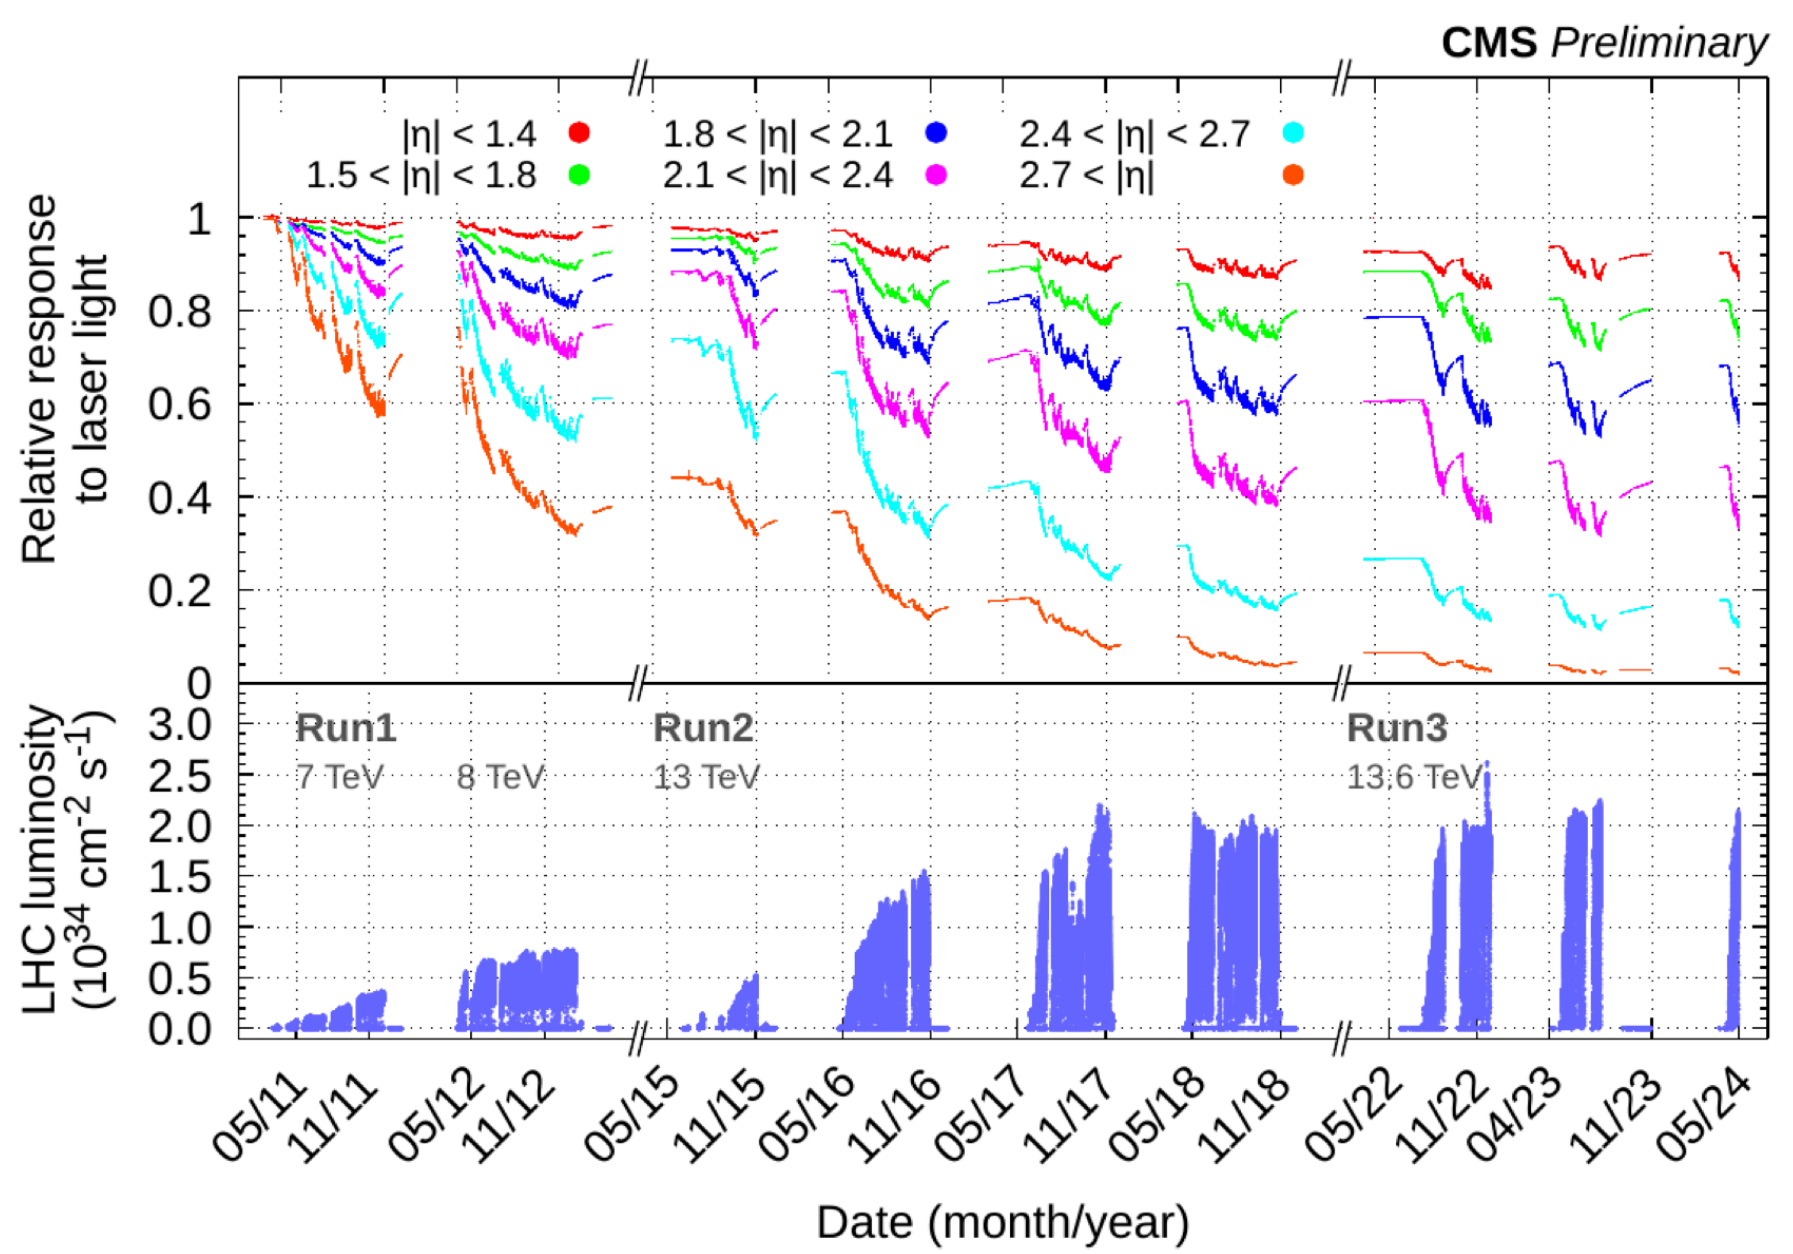 CMS Preliminary
|η| < 1.4 1.8 < |η| < 2.1 2.4 < |η| < 2.7
1.5 < |η| < 1.8 2.1 < |η| < 2.4 2.7 < |η|
Relative response
to laser light
1
0.8
0.6
0.4
0.2
0
LHC luminosity
(10³⁴ cm⁻² s⁻¹)
3.0
2.5
2.0
1.5
1.0
0.5
0.0
Run1 Run2 Run3
7 TeV 8 TeV 13 TeV 13.6 TeV
05/11 11/11 05/12 11/12 05/15 11/15 05/16 11/16 05/17 11/17 05/18 11/18 05/22 11/22 04/23 11/23 05/24
Date (month/year)